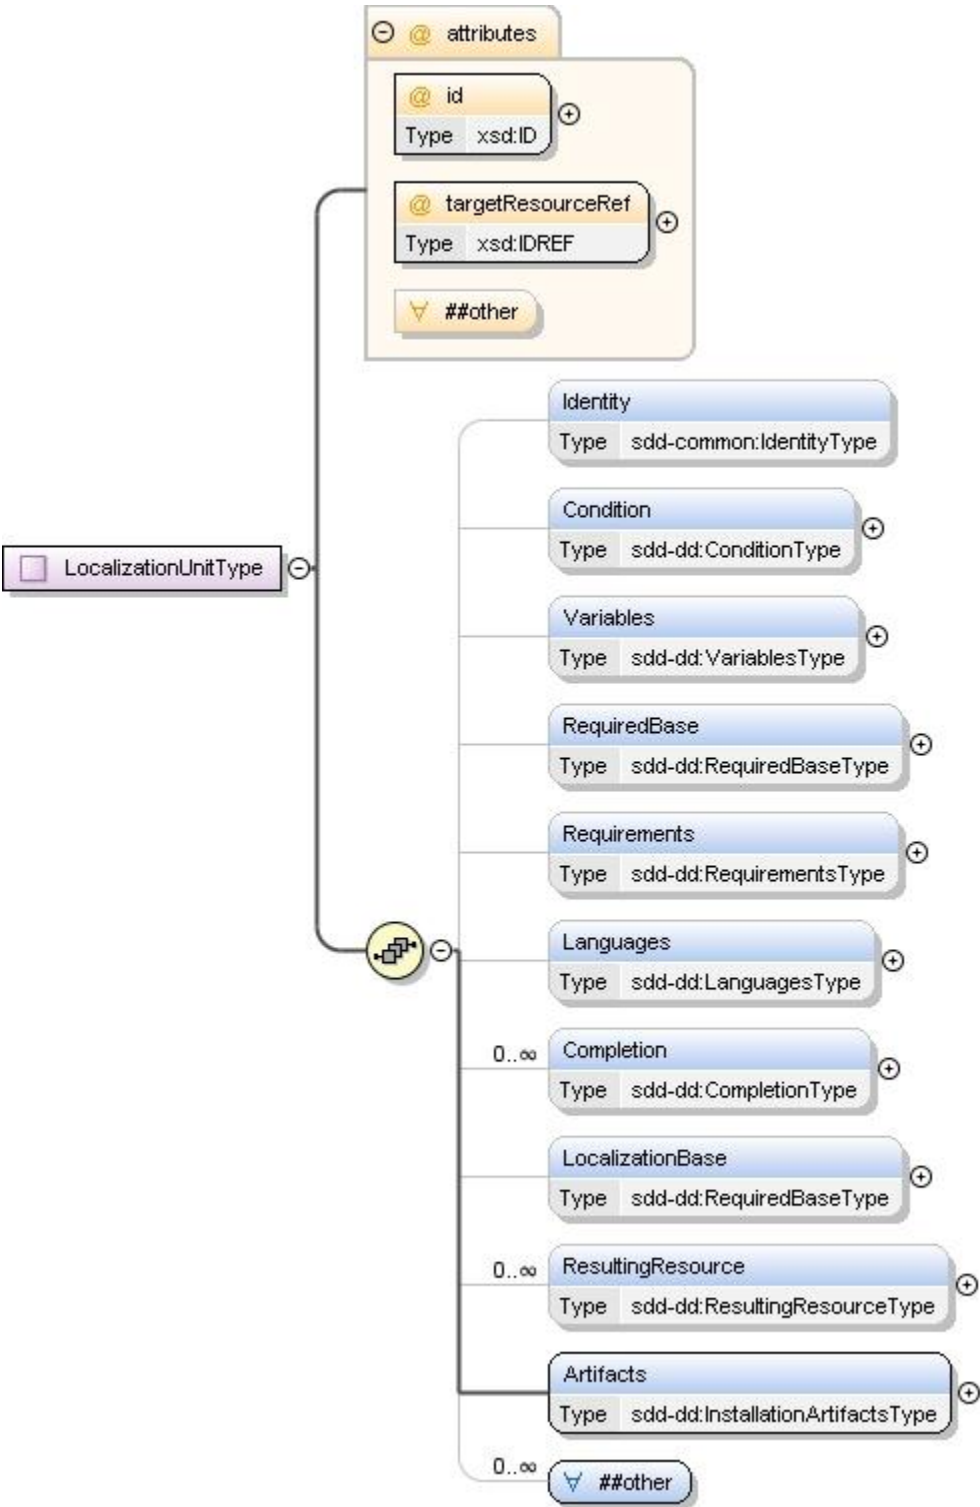 @ attributes
@ id
Type xsd:ID
@ targetResourceRef
Type xsd:IDREF
∀ ##other
Identity
Type sdd-common:IdentityType
Condition
Type sdd-dd:ConditionType
LocalizationUnitType
Variables
Type sdd-dd:VariablesType
RequiredBase
Type sdd-dd:RequiredBaseType
Requirements
Type sdd-dd:RequirementsType
Languages
Type sdd-dd:LanguagesType
0..∞ Completion
Type sdd-dd:CompletionType
LocalizationBase
Type sdd-dd:RequiredBaseType
0..∞ ResultingResource
Type sdd-dd:ResultingResourceType
Artifacts
Type sdd-dd:InstallationArtifactsType
0..∞ ∀ ##other